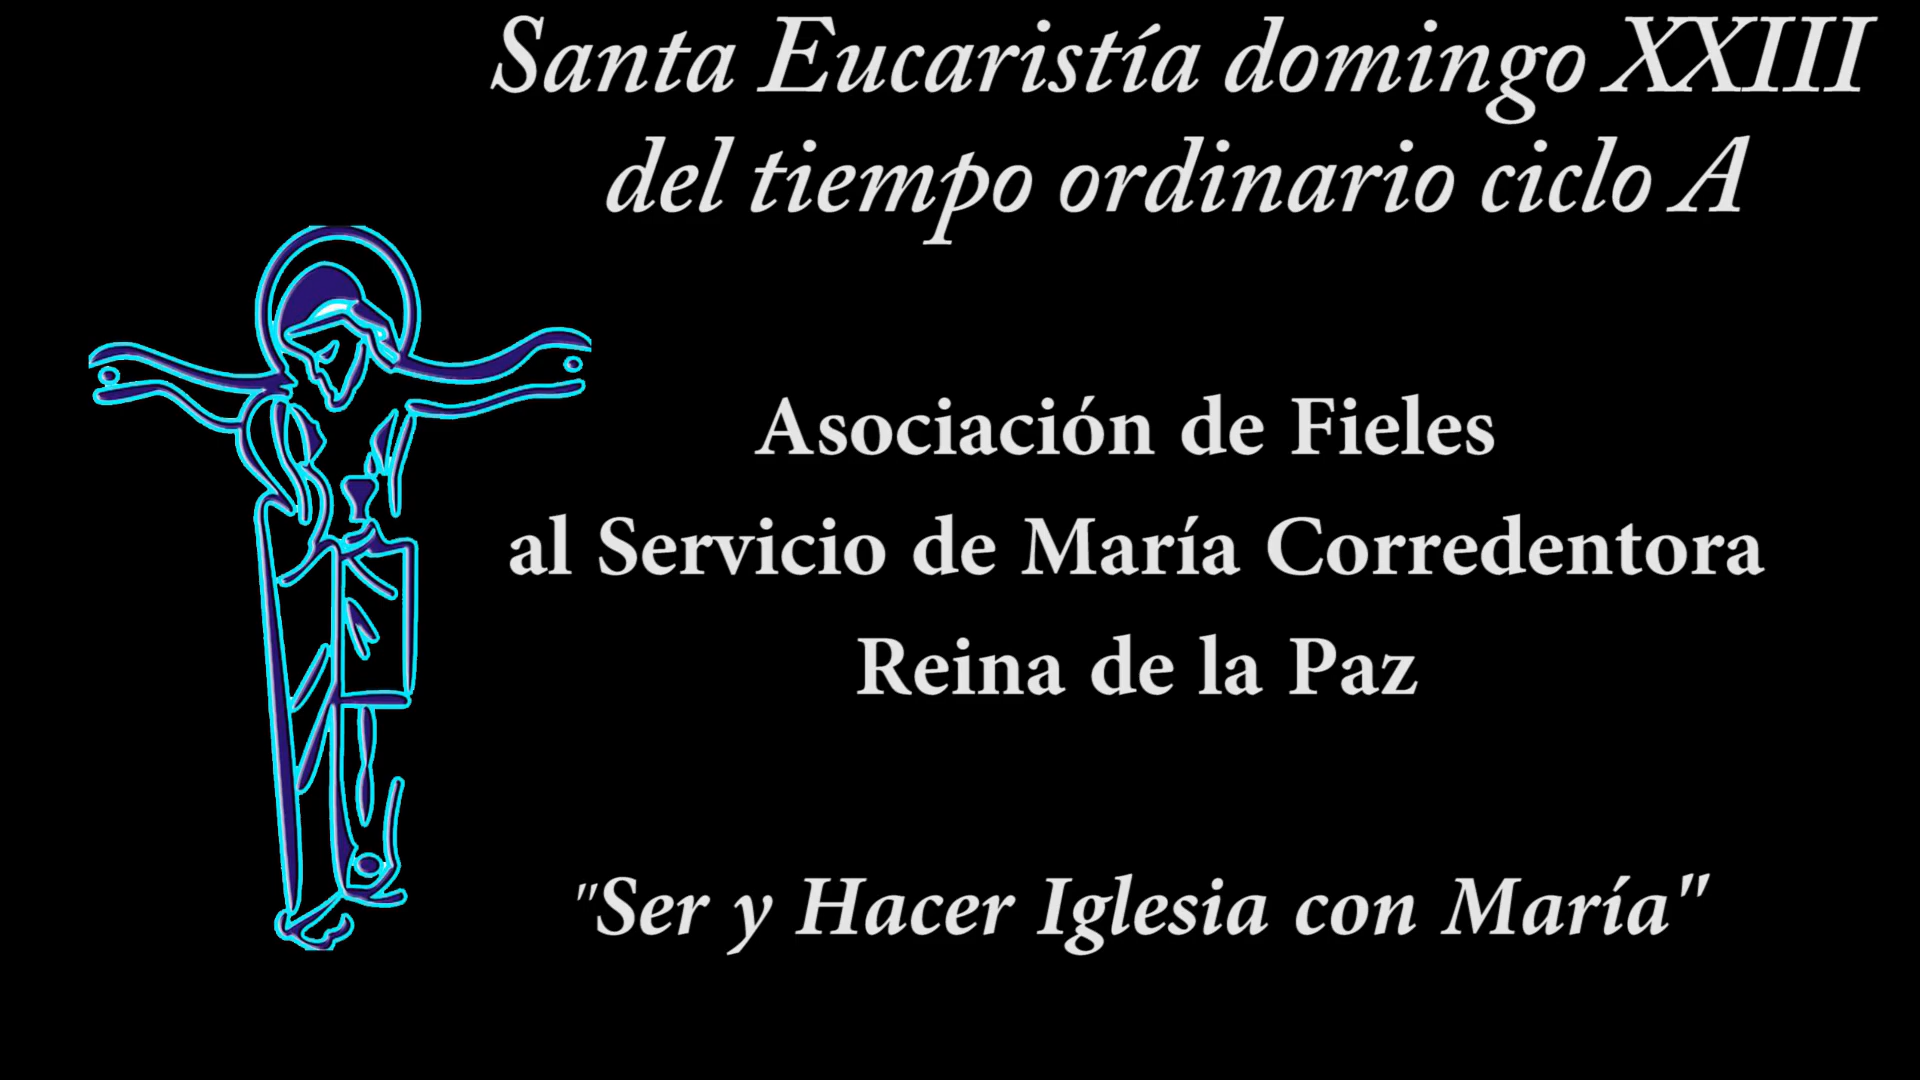 Santa Eucaristía domingo XXIII
del tiempo ordinario ciclo A
Asociación de Fieles
al Servicio de María Corredentora
Reina de la Paz
"Ser y Hacer Iglesia con María"